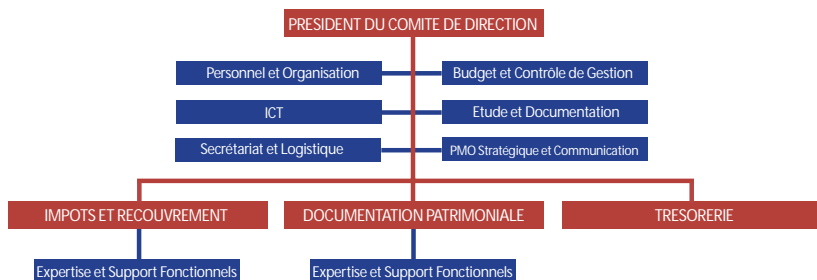 PRESIDENT DU COMITE DE DIRECTION
Personnel et Organisation
Budget et Contrôle de Gestion
ICT
Etude et Documentation
Secrétariat et Logistique
PMO Stratégique et Communication
IMPOTS ET RECOUVREMENT
DOCUMENTATION PATRIMONIALE
TRESORERIE
Expertise et Support Fonctionnels
Expertise et Support Fonctionnels